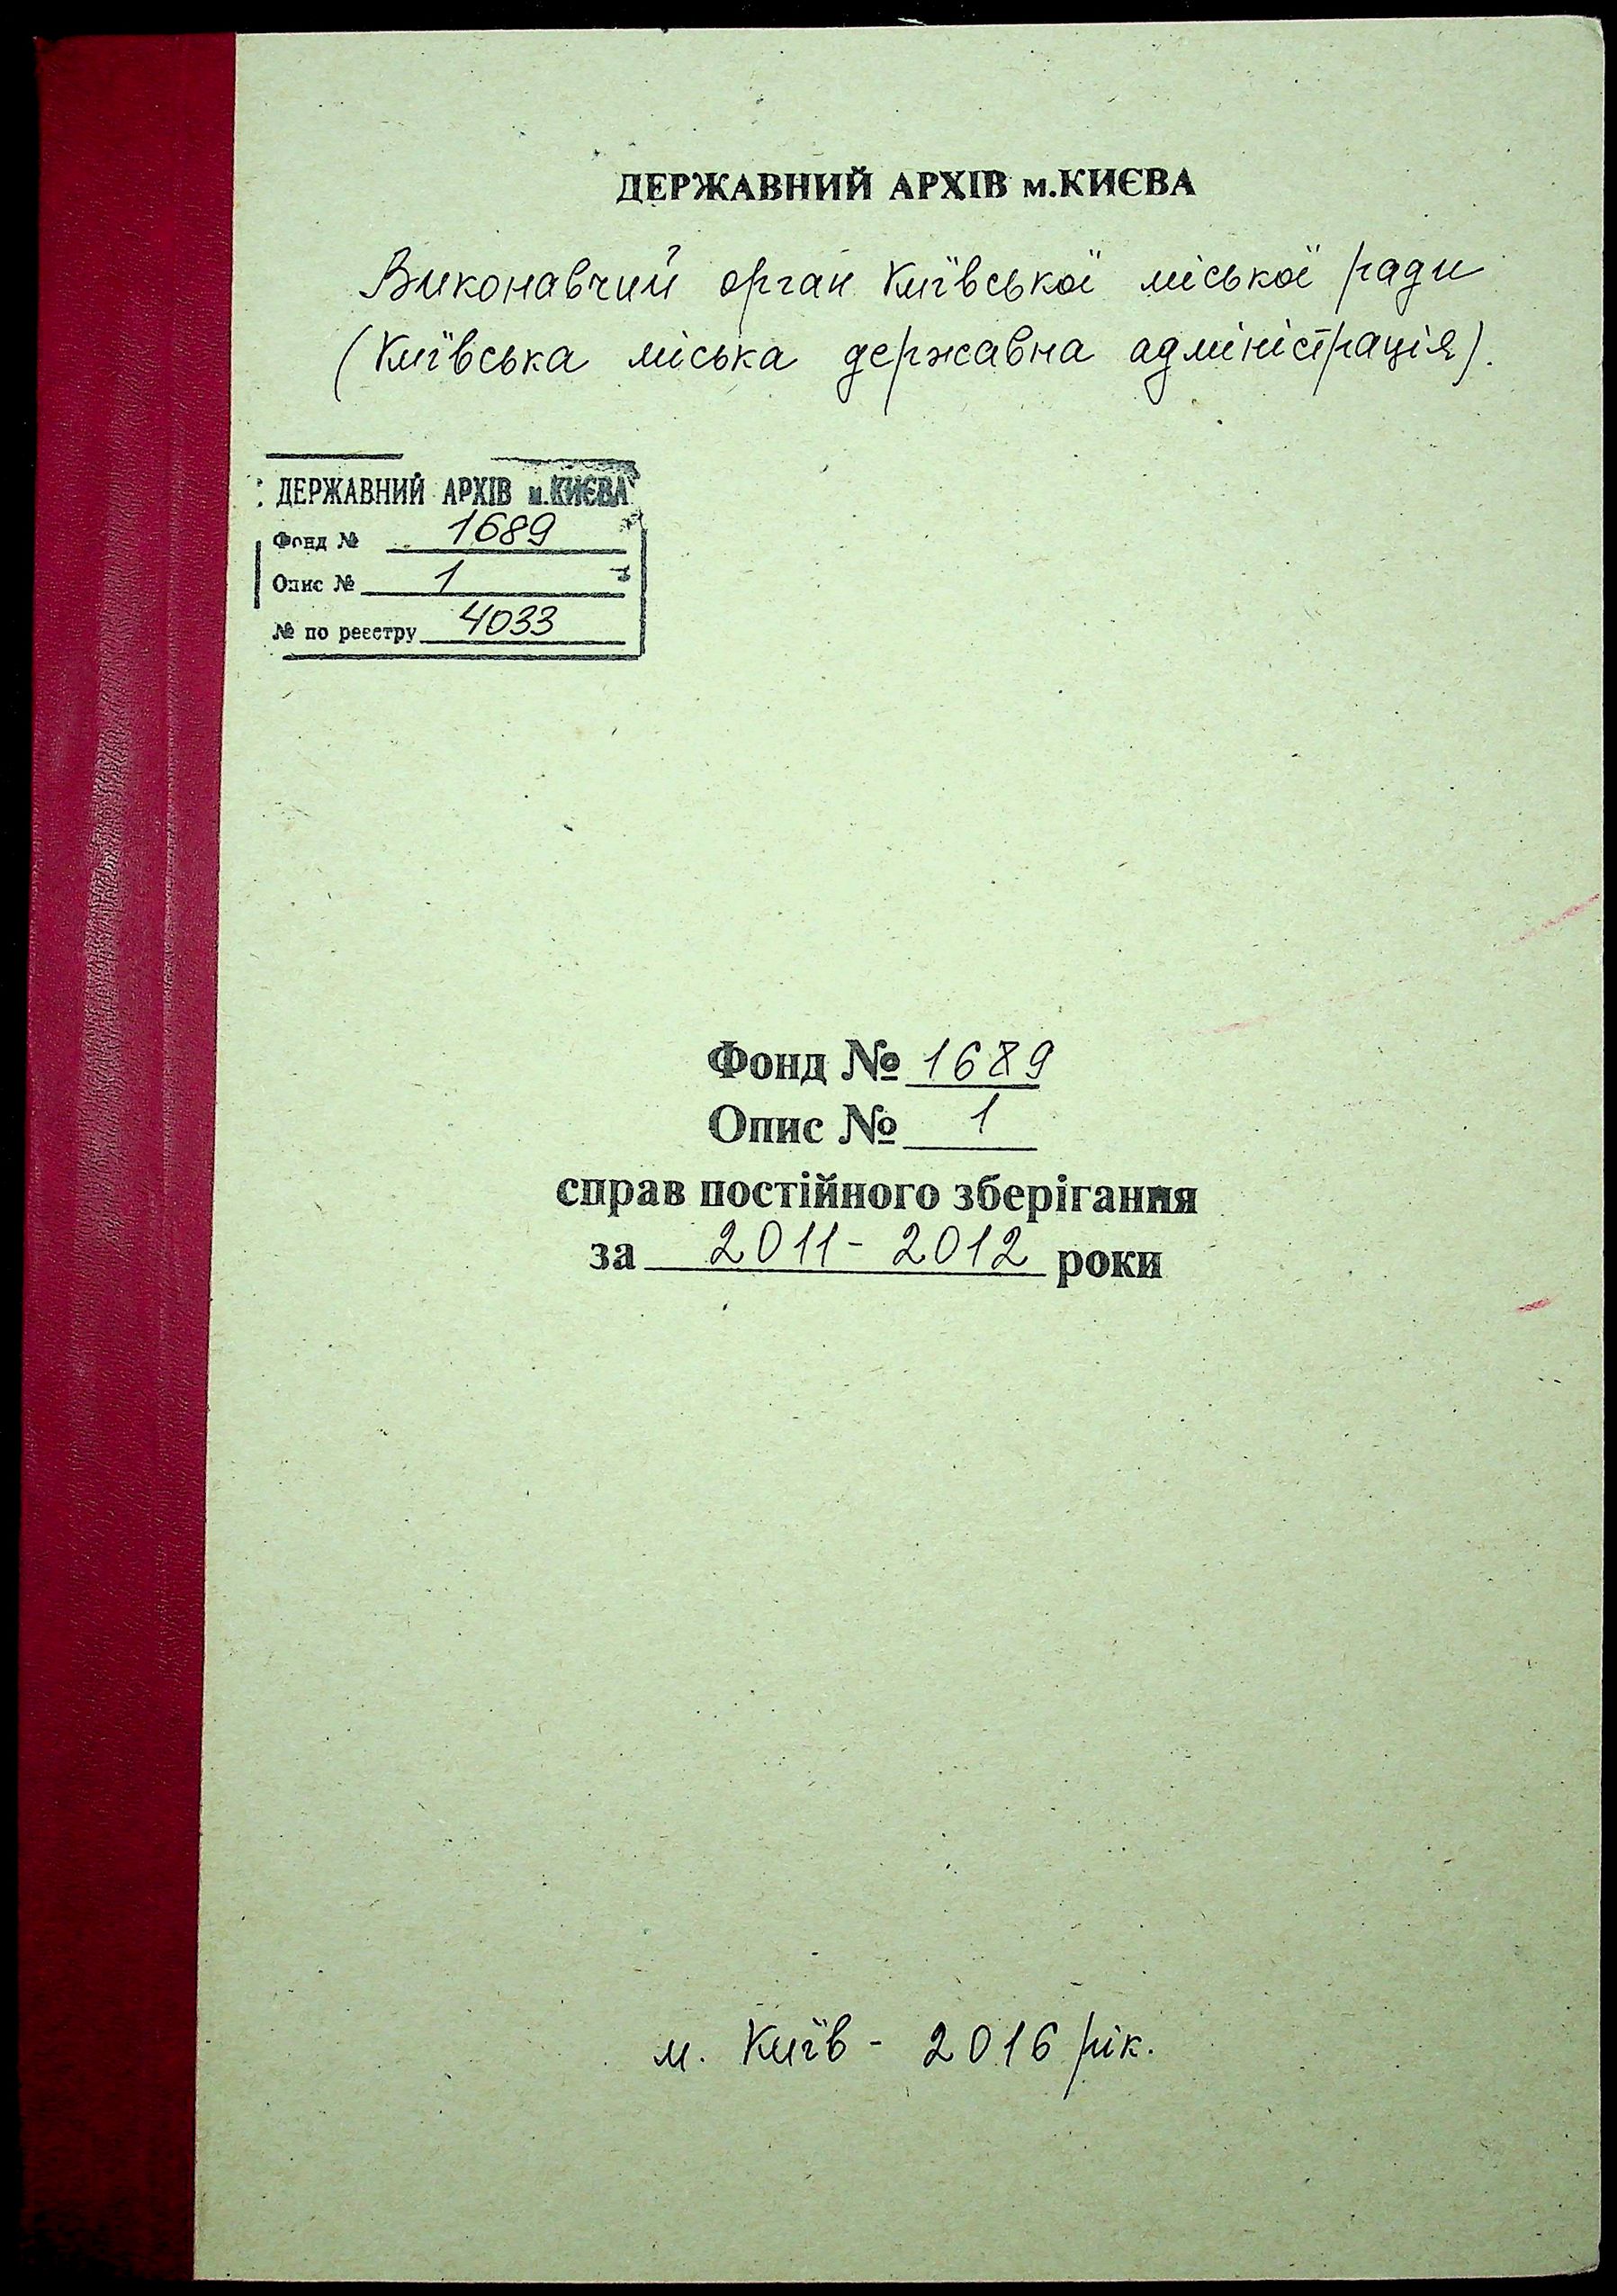 ДЕРЖАВНИЙ АРХІВ м.КИЄВА
Виконавчий орган Київської міської ради
(Київська міська державна адміністрація).
ДЕРЖАВНИЙ АРХІВ м.КИЄВА
Фонд № 1689
Опис № 1
№ по реєстру 4033
Фонд № 1689
Опис № 1
справ постійного зберігання
за 2011-2012 роки
м. Київ - 2016 рік.